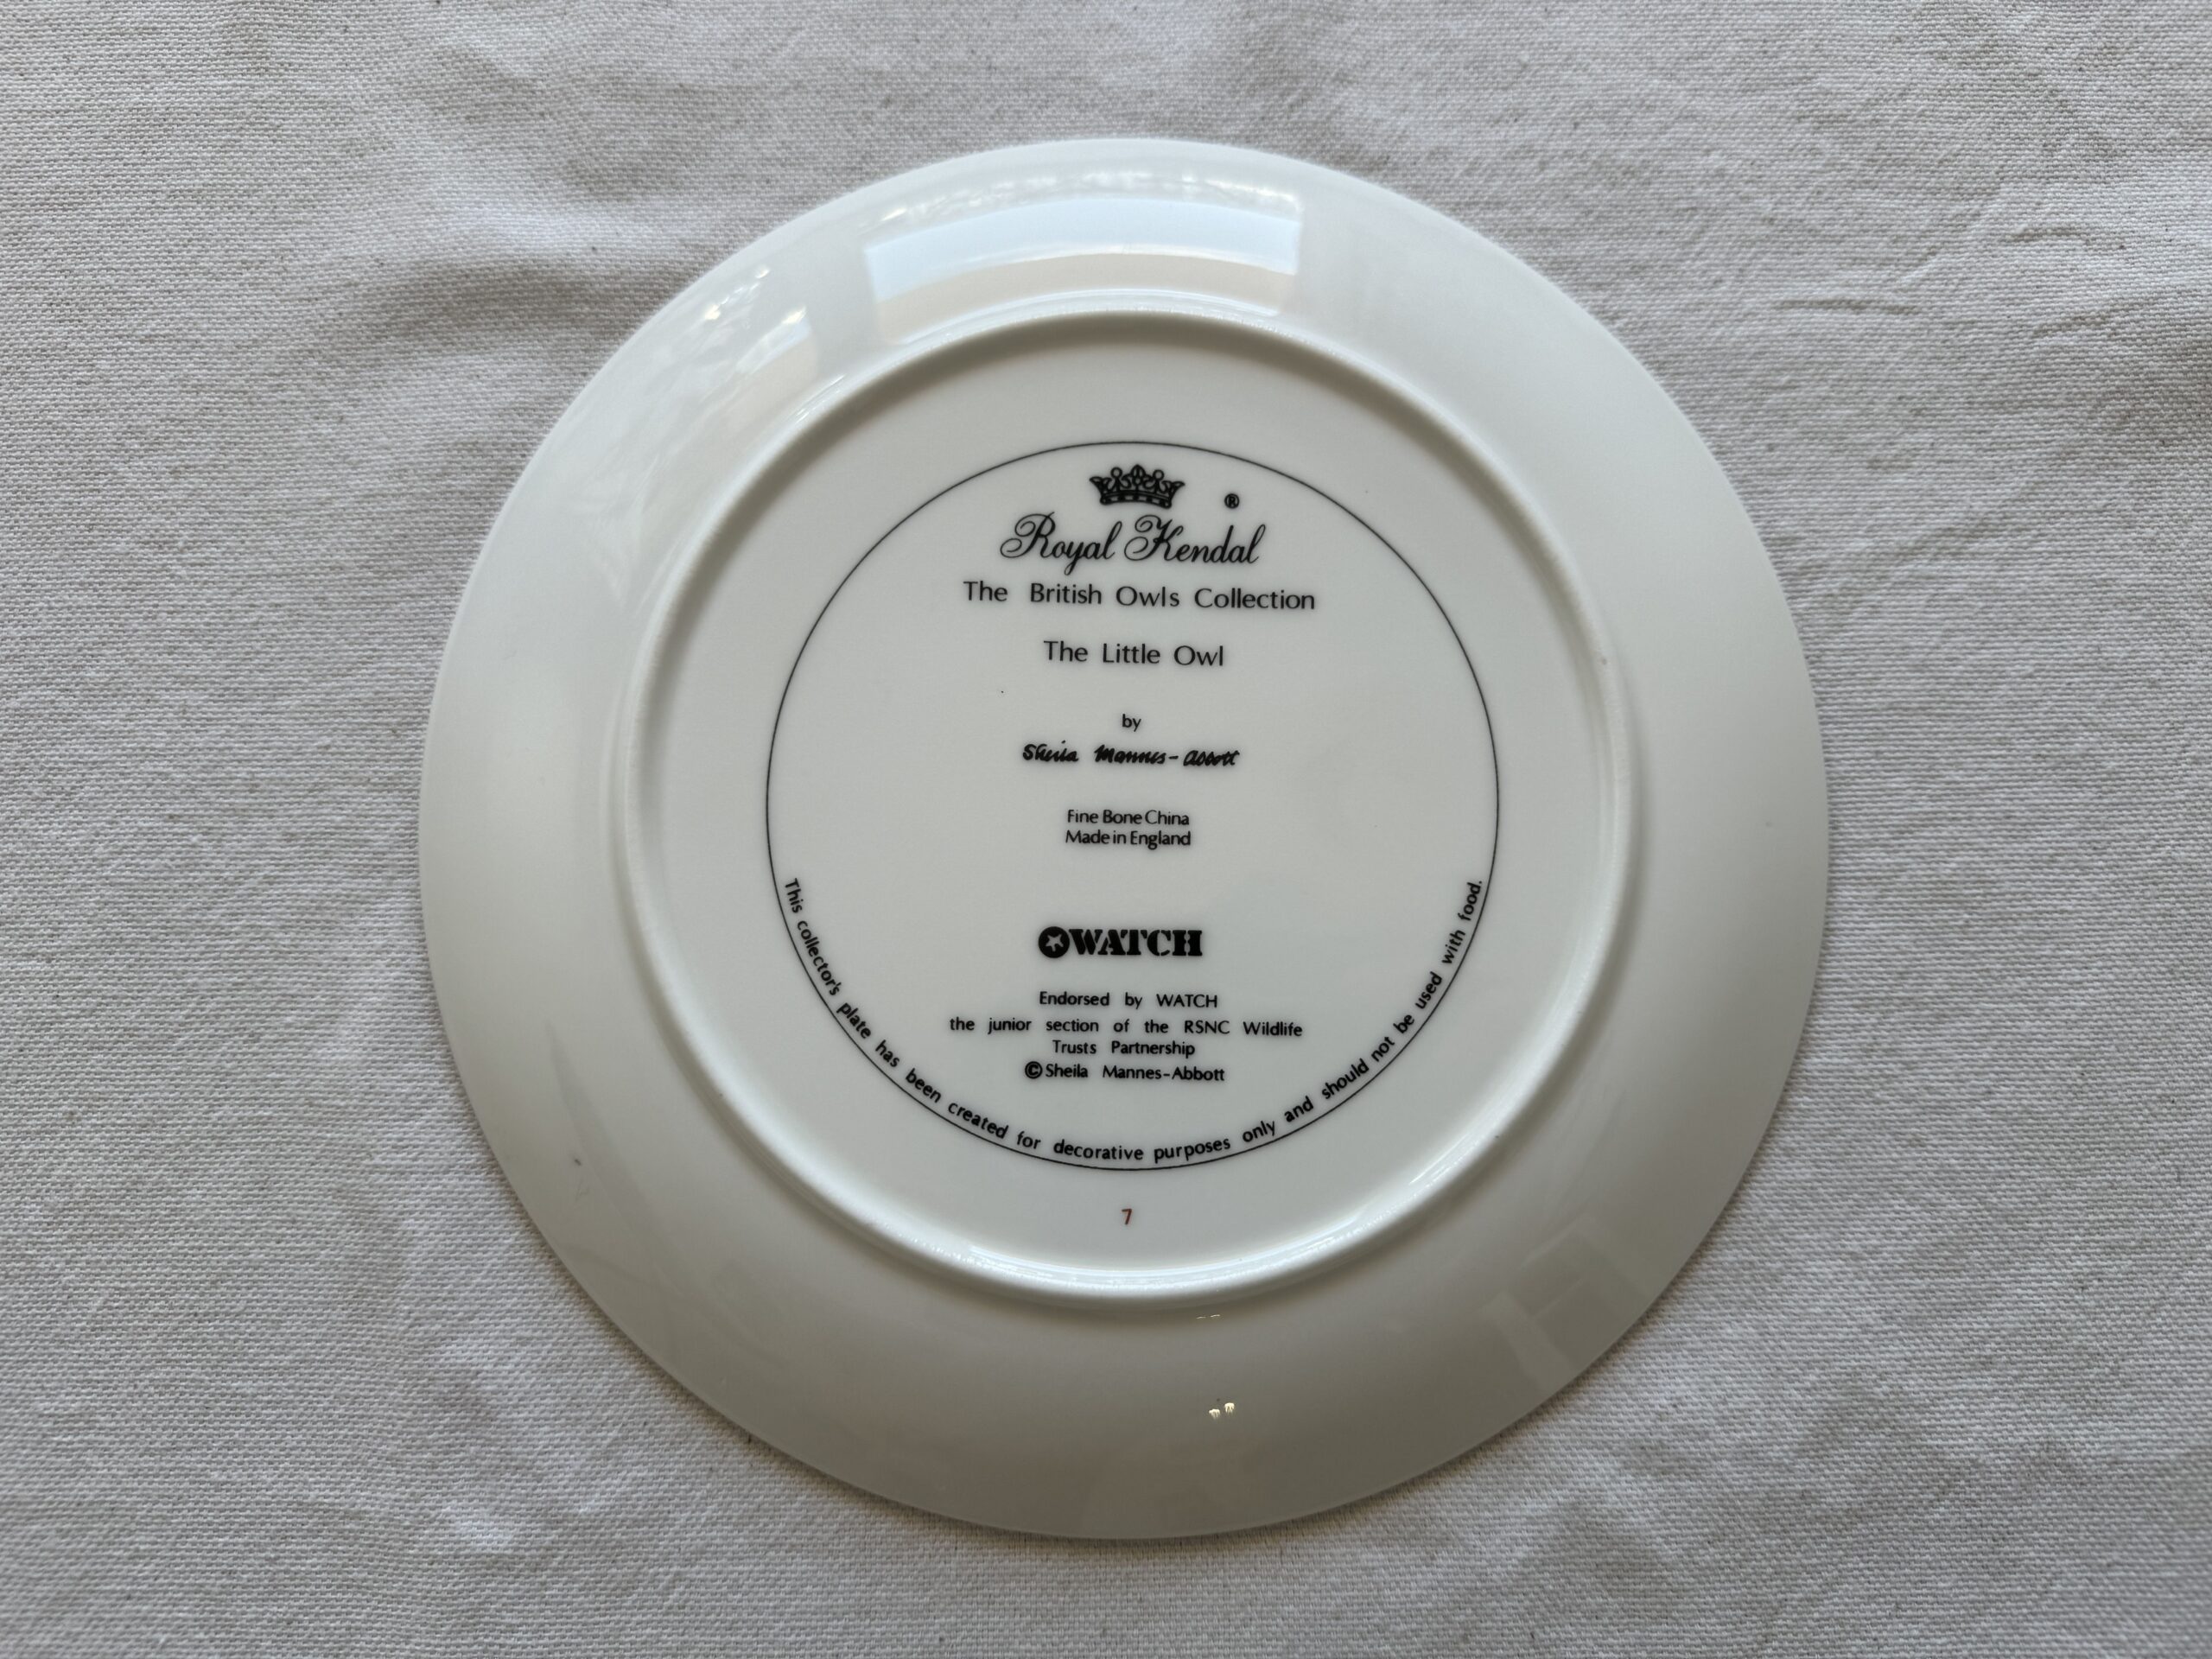 ®
Royal Kendal
The British Owls Collection
The Little Owl
by
Sheila Mannes-Abbott
Fine Bone China
Made in England
WATCH
Endorsed by WATCH
the junior section of the RSNC Wildlife
Trusts Partnership
© Sheila Mannes-Abbott
This collector's plate has been created for decorative purposes only and should not be used with food.
7